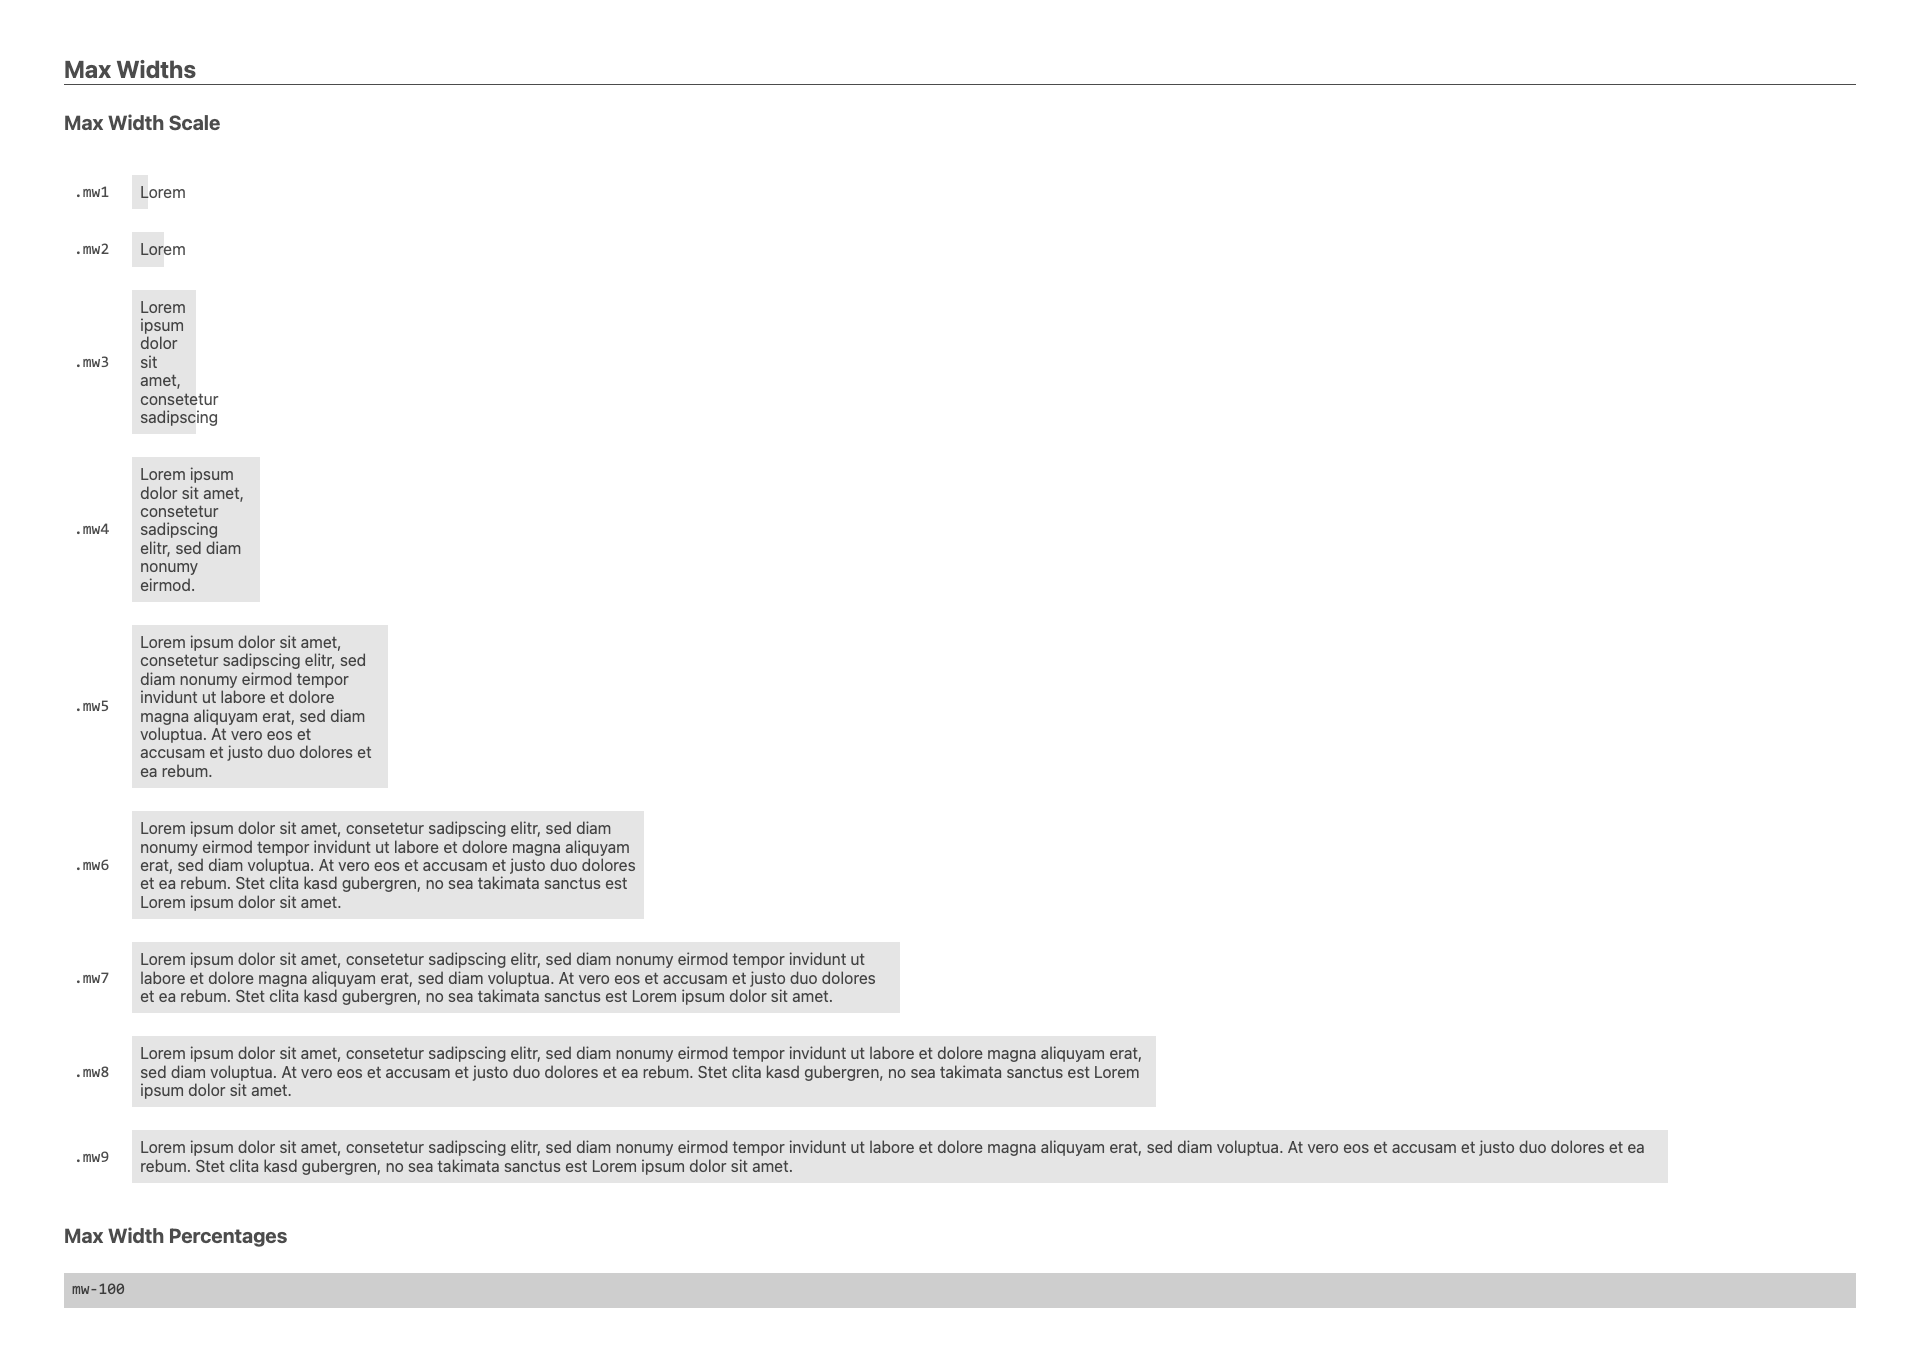 Max Widths
Max Width Scale
.mw1
Lorem
.mw2
Lorem
.mw3
Lorem
ipsum
dolor
sit
amet,
consetetur
sadipscing
.mw4
Lorem ipsum
dolor sit amet,
consetetur
sadipscing
elitr, sed diam
nonumy
eirmod.
.mw5
Lorem ipsum dolor sit amet,
consetetur sadipscing elitr, sed
diam nonumy eirmod tempor
invidunt ut labore et dolore
magna aliquyam erat, sed diam
voluptua. At vero eos et
accusam et justo duo dolores et
ea rebum.
.mw6
Lorem ipsum dolor sit amet, consetetur sadipscing elitr, sed diam
nonumy eirmod tempor invidunt ut labore et dolore magna aliquyam
erat, sed diam voluptua. At vero eos et accusam et justo duo dolores
et ea rebum. Stet clita kasd gubergren, no sea takimata sanctus est
Lorem ipsum dolor sit amet.
.mw7
Lorem ipsum dolor sit amet, consetetur sadipscing elitr, sed diam nonumy eirmod tempor invidunt ut
labore et dolore magna aliquyam erat, sed diam voluptua. At vero eos et accusam et justo duo dolores
et ea rebum. Stet clita kasd gubergren, no sea takimata sanctus est Lorem ipsum dolor sit amet.
.mw8
Lorem ipsum dolor sit amet, consetetur sadipscing elitr, sed diam nonumy eirmod tempor invidunt ut labore et dolore magna aliquyam erat,
sed diam voluptua. At vero eos et accusam et justo duo dolores et ea rebum. Stet clita kasd gubergren, no sea takimata sanctus est Lorem
ipsum dolor sit amet.
.mw9
Lorem ipsum dolor sit amet, consetetur sadipscing elitr, sed diam nonumy eirmod tempor invidunt ut labore et dolore magna aliquyam erat, sed diam voluptua. At vero eos et accusam et justo duo dolores et ea
rebum. Stet clita kasd gubergren, no sea takimata sanctus est Lorem ipsum dolor sit amet.
Max Width Percentages
mw-100